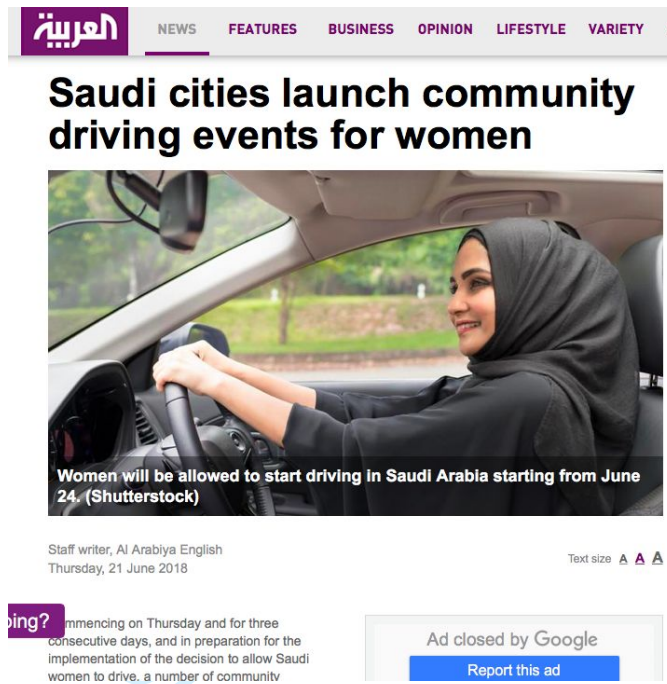 العربية
NEWS FEATURES BUSINESS OPINION LIFESTYLE VARIETY
Saudi cities launch community
driving events for women
Women will be allowed to start driving in Saudi Arabia starting from June
24. (Shutterstock)
Staff writer, Al Arabiya English
Thursday, 21 June 2018
Text size A A A
ping?
mmencing on Thursday and for three
consecutive days, and in preparation for the
implementation of the decision to allow Saudi
women to drive, a number of community
Ad closed by Google
Report this ad